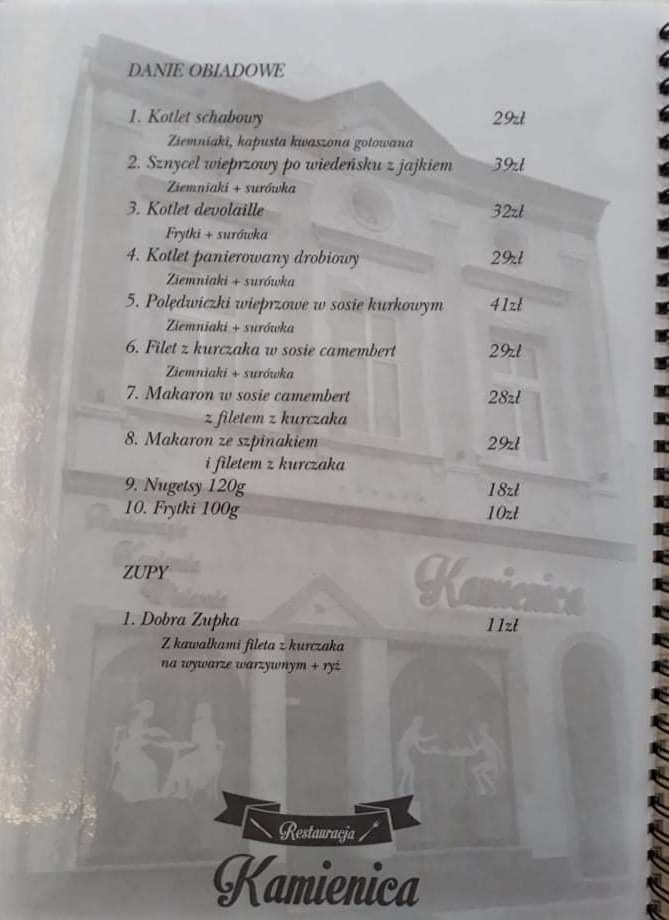 DANIE OBIADOWE
1. Kotlet schabowy 29zł
Ziemniaki, kapusta kwaszona gotowana
2. Sznycel wieprzowy po wiedeńsku z jajkiem 39zł
Ziemniaki + surówka
3. Kotlet devolaille 32zł
Frytki + surówka
4. Kotlet panierowany drobiowy 29zł
Ziemniaki + surówka
5. Polędwiczki wieprzowe w sosie kurkowym 41zł
Ziemniaki + surówka
6. Filet z kurczaka w sosie camembert 29zł
Ziemniaki + surówka
7. Makaron w sosie camembert 28zł
z filetem z kurczaka
8. Makaron ze szpinakiem 29zł
i filetem z kurczaka
9. Nugetsy 120g 18zł
10. Frytki 100g 10zł
Restauracja
Kamienica
ZUPY
1. Dobra Zupka 11zł
Z kawałkami fileta z kurczaka
na wywarze warzywnym + ryż
Restauracja
Kamienica